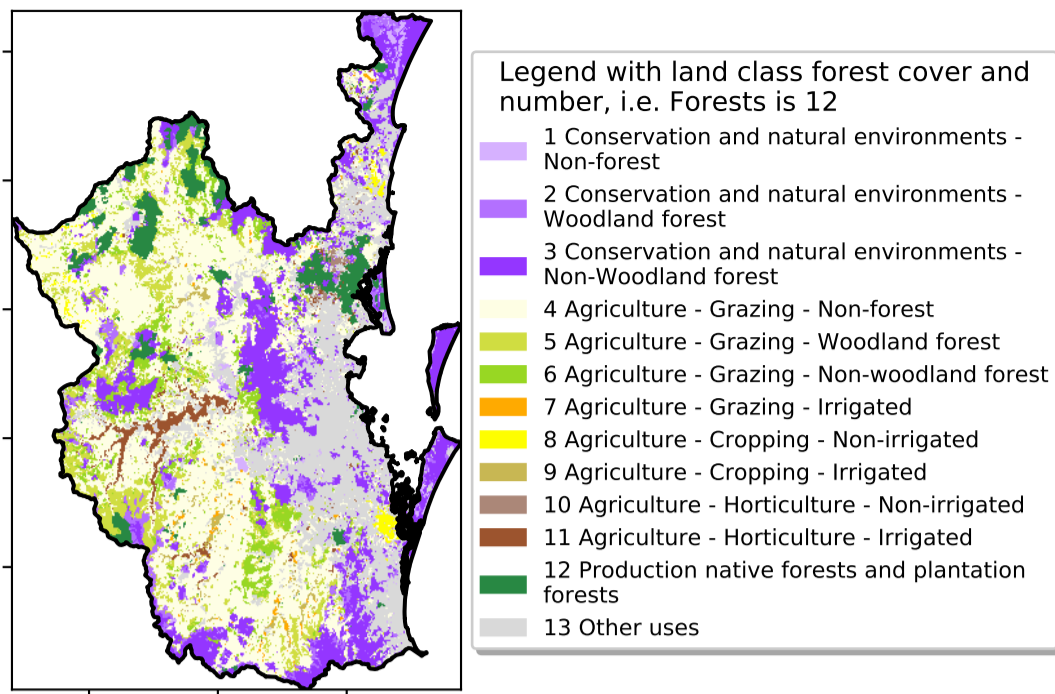 Legend with land class forest cover and
number, i.e. Forests is 12
1 Conservation and natural environments -
Non-forest
2 Conservation and natural environments -
Woodland forest
3 Conservation and natural environments -
Non-Woodland forest
4 Agriculture - Grazing - Non-forest
5 Agriculture - Grazing - Woodland forest
6 Agriculture - Grazing - Non-woodland forest
7 Agriculture - Grazing - Irrigated
8 Agriculture - Cropping - Non-irrigated
9 Agriculture - Cropping - Irrigated
10 Agriculture - Horticulture - Non-irrigated
11 Agriculture - Horticulture - Irrigated
12 Production native forests and plantation
forests
13 Other uses